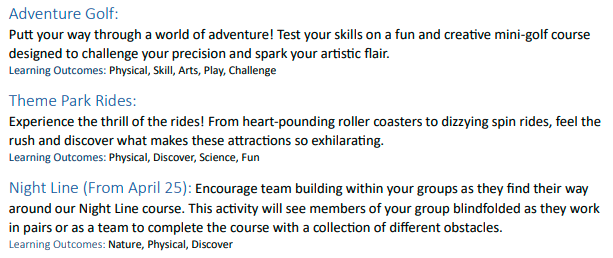 Adventure Golf:
Putt your way through a world of adventure! Test your skills on a fun and creative mini-golf course
designed to challenge your precision and spark your artistic flair.
Learning Outcomes: Physical, Skill, Arts, Play, Challenge
Theme Park Rides:
Experience the thrill of the rides! From heart-pounding roller coasters to dizzying spin rides, feel the
rush and discover what makes these attractions so exhilarating.
Learning Outcomes: Physical, Discover, Science, Fun
Night Line (From April 25): Encourage team building within your groups as they find their way
around our Night Line course. This activity will see members of your group blindfolded as they work
in pairs or as a team to complete the course with a collection of different obstacles.
Learning Outcomes: Nature, Physical, Discover